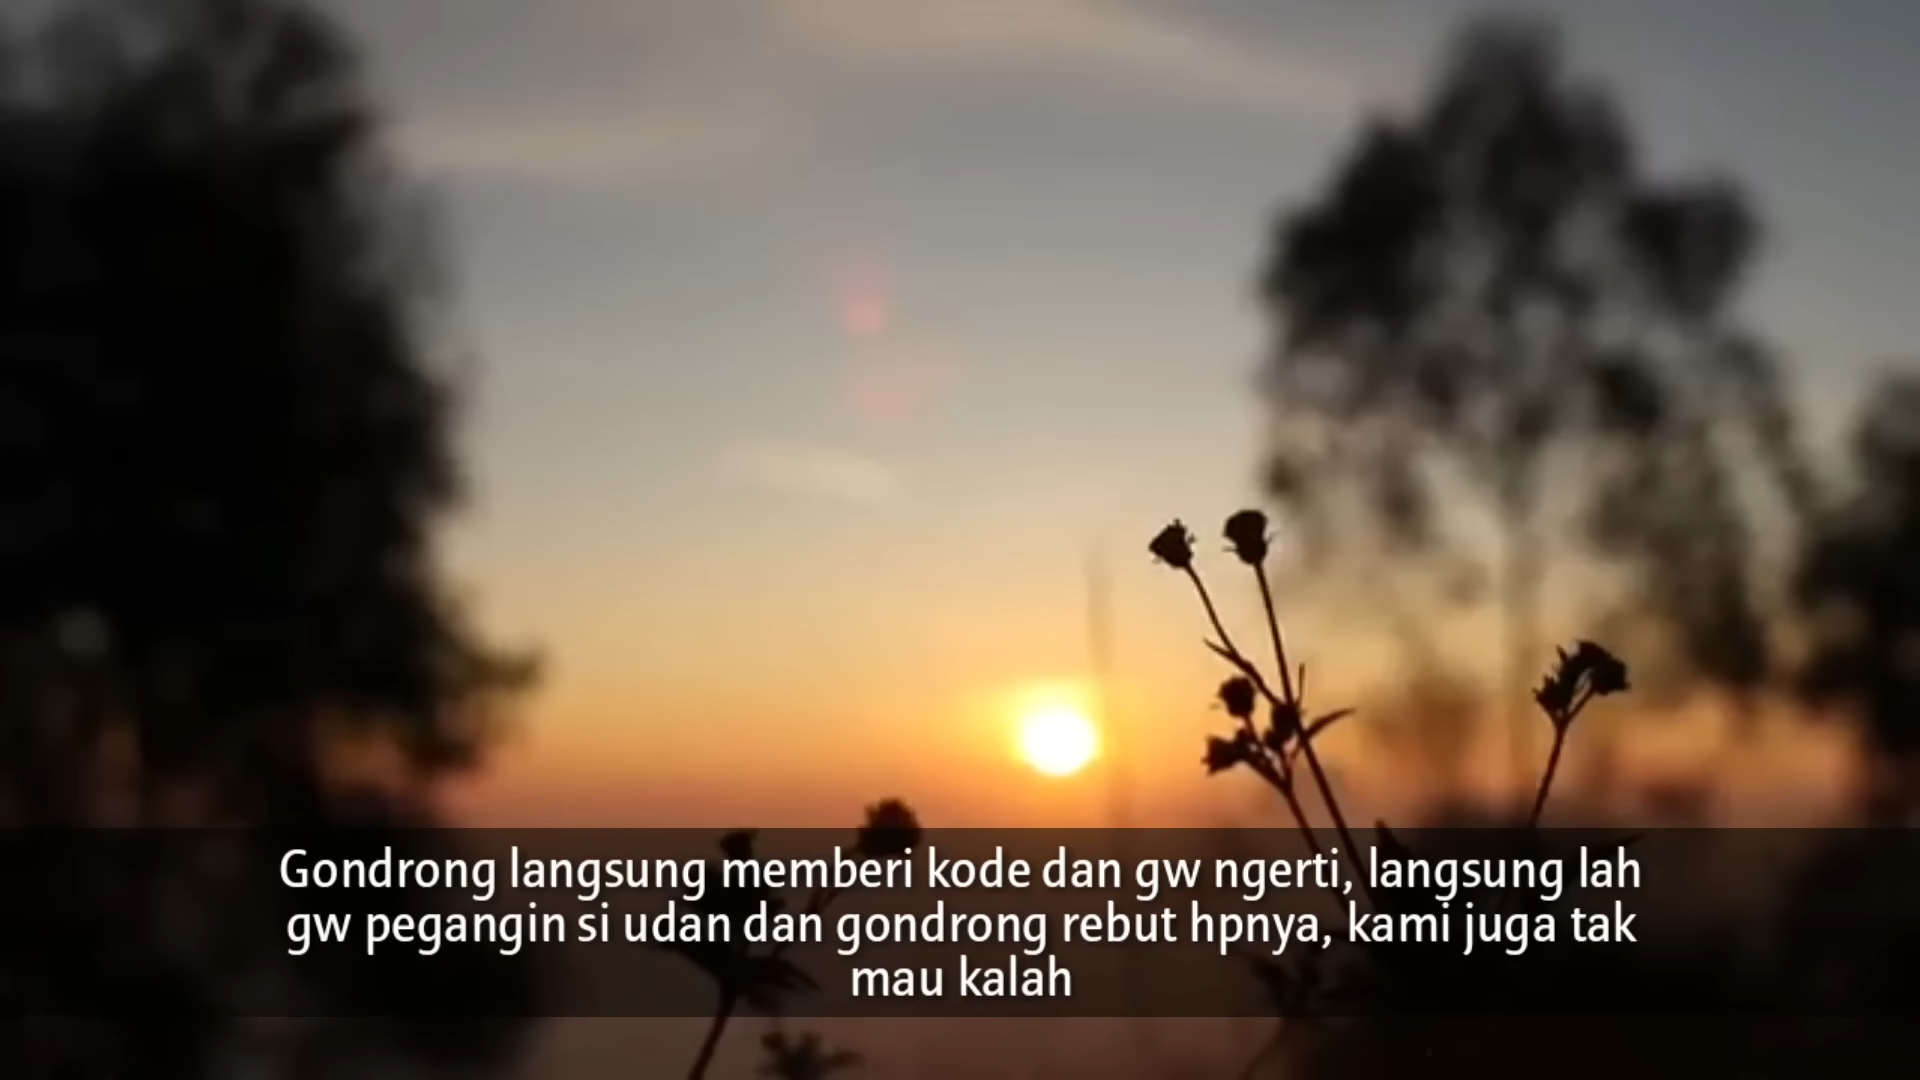 Gondrong langsung memberi kode dan gw ngerti, langsung lah
gw pegangin si udan dan gondrong rebut hpnya, kami juga tak
mau kalah